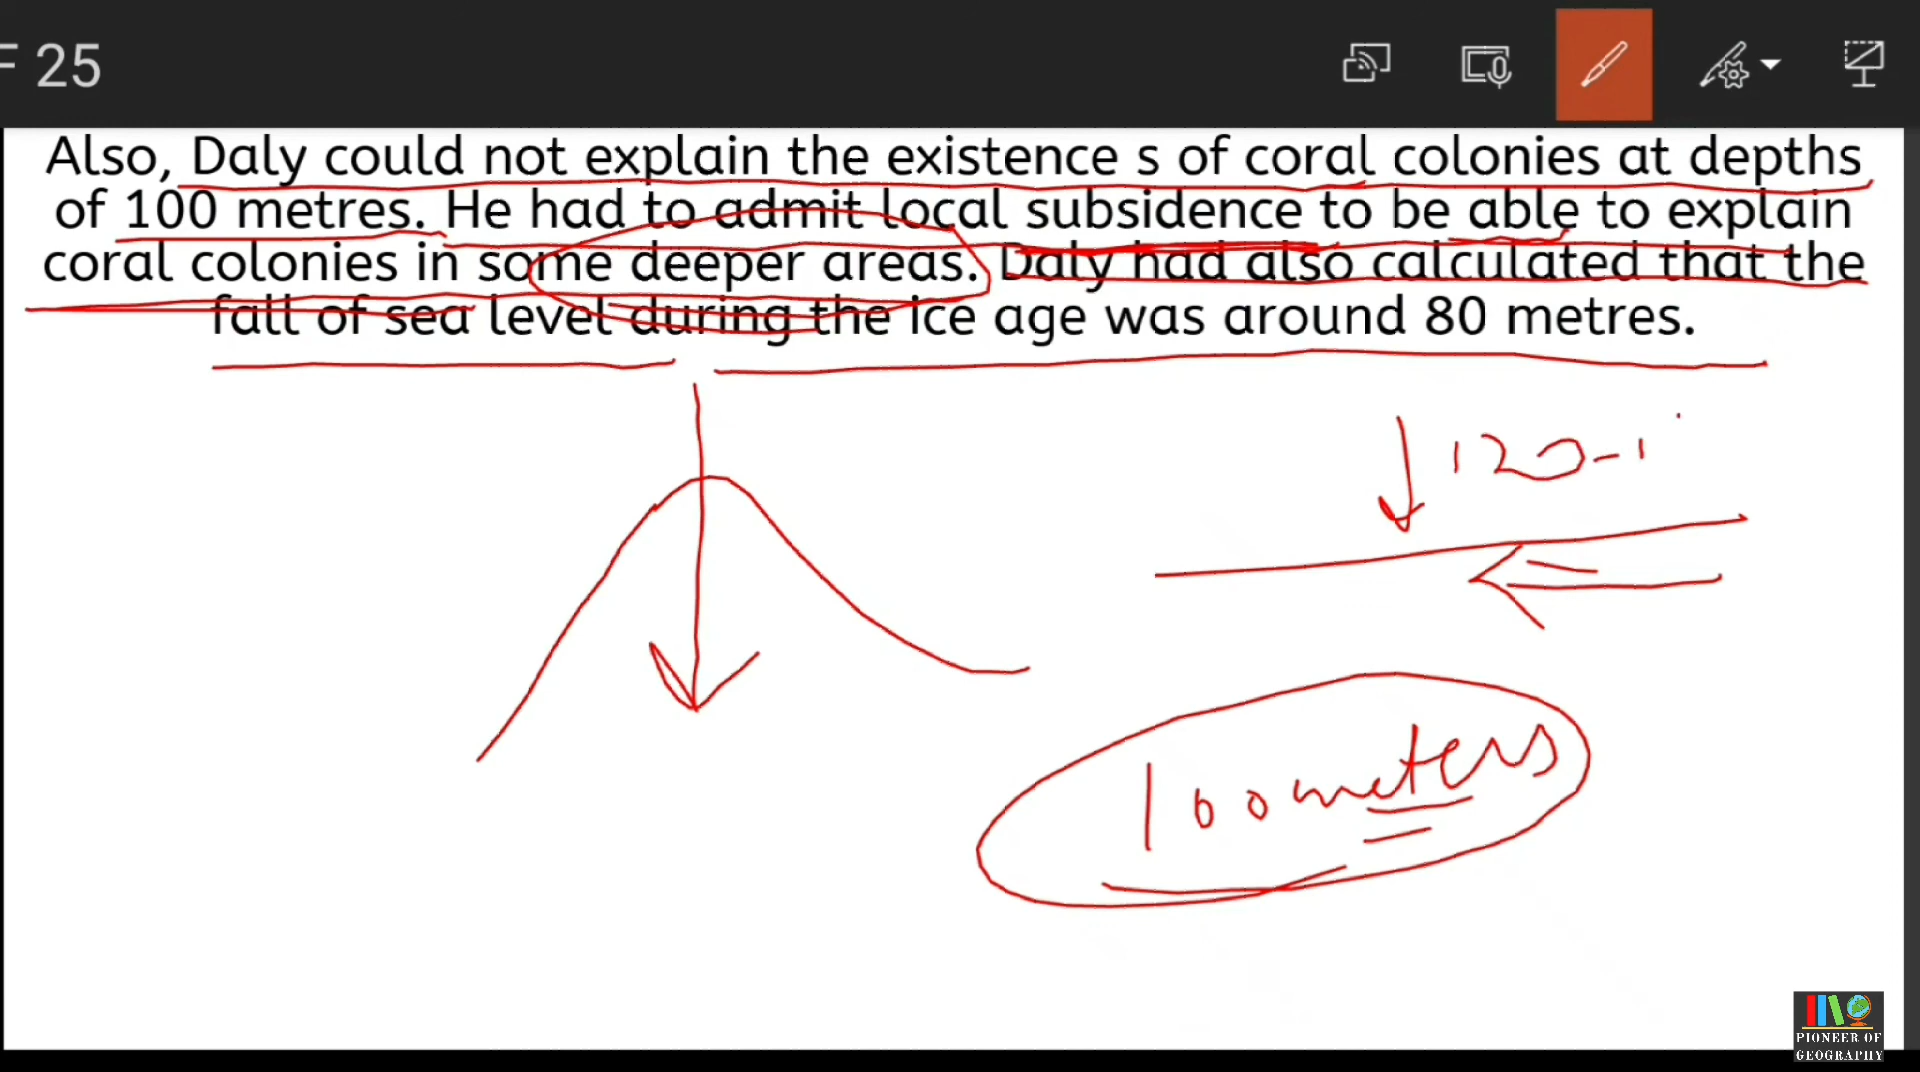 F 25
Also, Daly could not explain the existence s of coral colonies at depths
of 100 metres. He had to admit local subsidence to be able to explain
coral colonies in some deeper areas. Daly had also calculated that the
fall of sea level during the ice age was around 80 metres.
120-1
100 meters
PIONEER OF
GEOGRAPHY